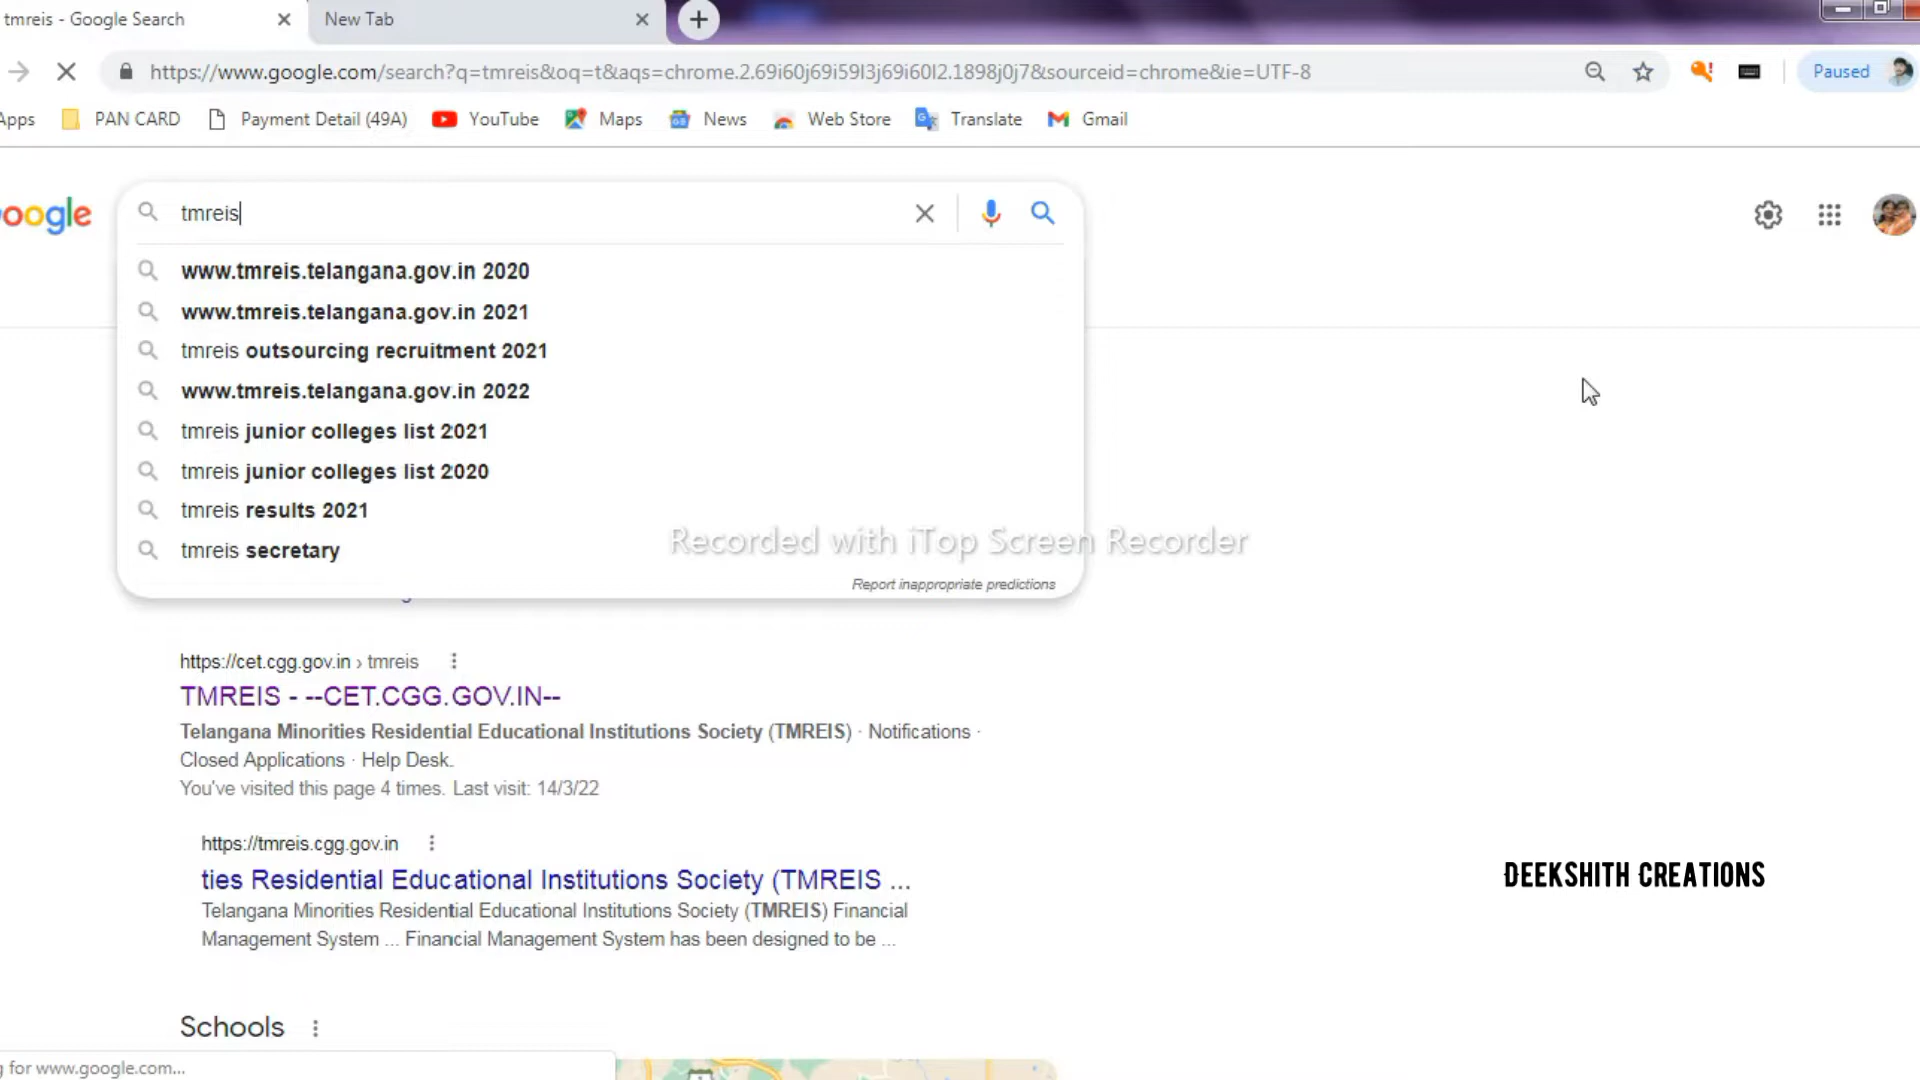 tmreis - Google Search
New Tab
https://www.google.com/search?q=tmreis&oq=t&aqs=chrome.2.69i60j69i59l3j69i60l2.1898j0j7&sourceid=chrome&ie=UTF-8
Paused
Apps PAN CARD Payment Detail (49A) YouTube Maps News Web Store Translate Gmail
oogle
tmreis
www.tmreis.telangana.gov.in 2020
www.tmreis.telangana.gov.in 2021
tmreis outsourcing recruitment 2021
www.tmreis.telangana.gov.in 2022
tmreis junior colleges list 2021
tmreis junior colleges list 2020
tmreis results 2021
tmreis secretary
Recorded with iTop Screen Recorder
Report inappropriate predictions
https://cet.cgg.gov.in › tmreis
TMREIS - --CET.CGG.GOV.IN--
Telangana Minorities Residential Educational Institutions Society (TMREIS) · Notifications ·
Closed Applications · Help Desk.
You've visited this page 4 times. Last visit: 14/3/22
https://tmreis.cgg.gov.in
ties Residential Educational Institutions Society (TMREIS ...
Telangana Minorities Residential Educational Institutions Society (TMREIS) Financial
Management System ... Financial Management System has been designed to be ...
DEEKSHITH CREATIONS
Schools
g for www.google.com...